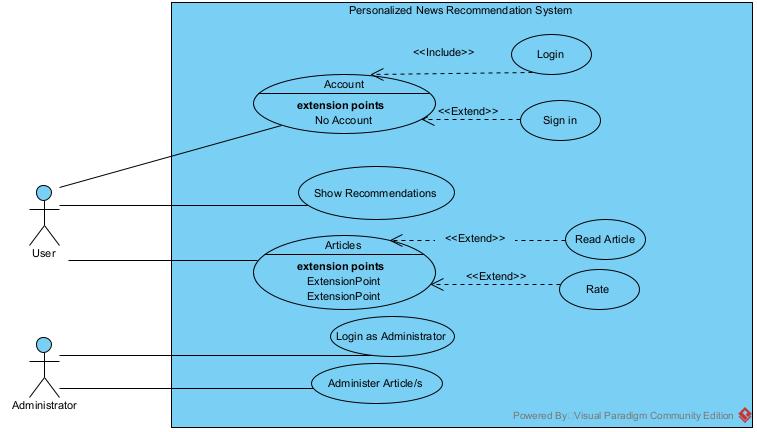 Personalized News Recommendation System
<<Include>>
Login
Account
extension points
No Account
<<Extend>>
Sign in
Show Recommendations
User
Articles
extension points
ExtensionPoint
ExtensionPoint
<<Extend>>
Read Article
<<Extend>>
Rate
Login as Administrator
Administer Article/s
Administrator
Powered By: Visual Paradigm Community Edition